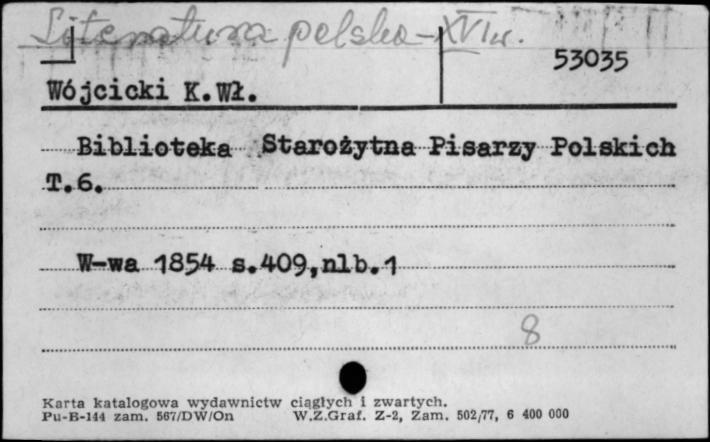 Literatura polska - XVI w.
53035
Wójcicki K.Wł.
Biblioteka Starożytna Pisarzy Polskich
T.6.
W-wa 1854 s.409,nlb.1
8
Karta katalogowa wydawnictw ciągłych i zwartych.
Pu-B-144 zam. 567/DW/On W.Z.Graf. Z-2, Zam. 502/77, 6 400 000